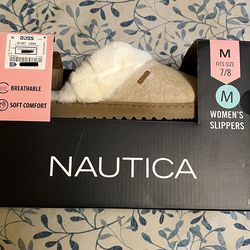 ROSS
BREATHABLE
SOFT COMFORT
M
FITS SIZE
7/8
M
WOMEN'S
SLIPPERS
NAUTICA